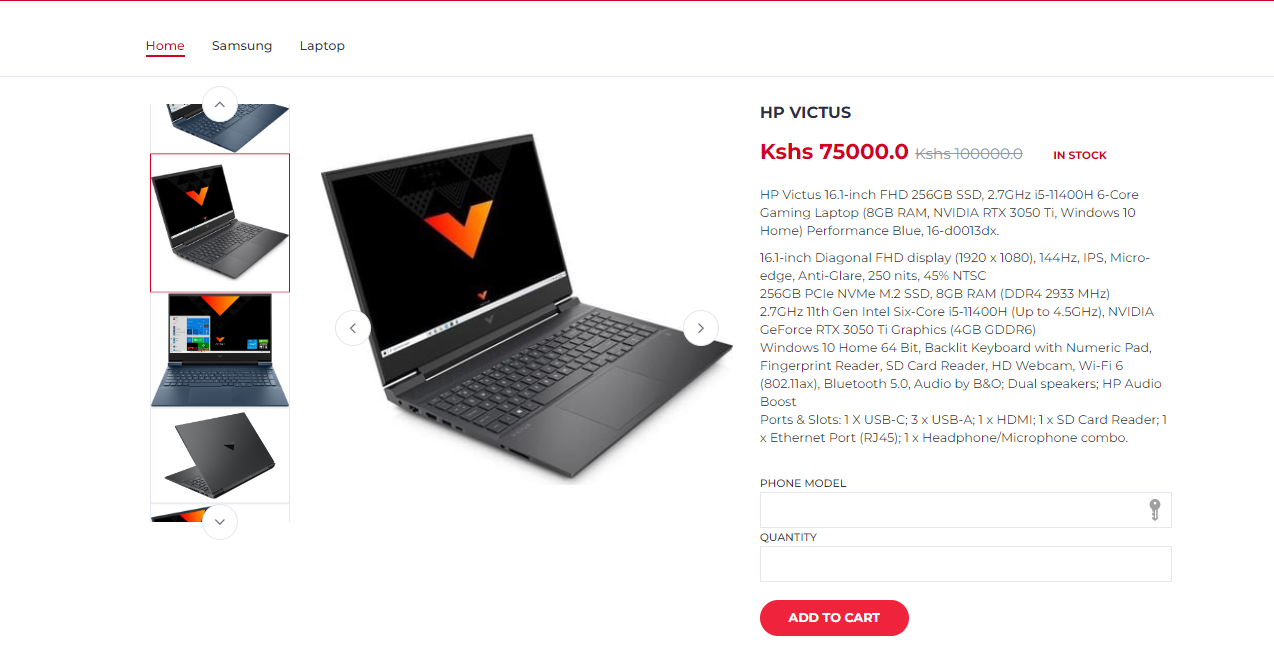 Home Samsung Laptop
HP VICTUS
Kshs 75000.0 Kshs 100000.0 IN STOCK
HP Victus 16.1-inch FHD 256GB SSD, 2.7GHz i5-11400H 6-Core
Gaming Laptop (8GB RAM, NVIDIA RTX 3050 Ti, Windows 10
Home) Performance Blue, 16-d0013dx.
16.1-inch Diagonal FHD display (1920 x 1080), 144Hz, IPS, Micro-
edge, Anti-Glare, 250 nits, 45% NTSC
256GB PCIe NVMe M.2 SSD, 8GB RAM (DDR4 2933 MHz)
2.7GHz 11th Gen Intel Six-Core i5-11400H (Up to 4.5GHz), NVIDIA
GeForce RTX 3050 Ti Graphics (4GB GDDR6)
Windows 10 Home 64 Bit, Backlit Keyboard with Numeric Pad,
Fingerprint Reader, SD Card Reader, HD Webcam, Wi-Fi 6
(802.11ax), Bluetooth 5.0, Audio by B&O; Dual speakers; HP Audio
Boost
Ports & Slots: 1 X USB-C; 3 x USB-A; 1 x HDMI; 1 x SD Card Reader; 1
x Ethernet Port (RJ45); 1 x Headphone/Microphone combo.
PHONE MODEL
QUANTITY
ADD TO CART